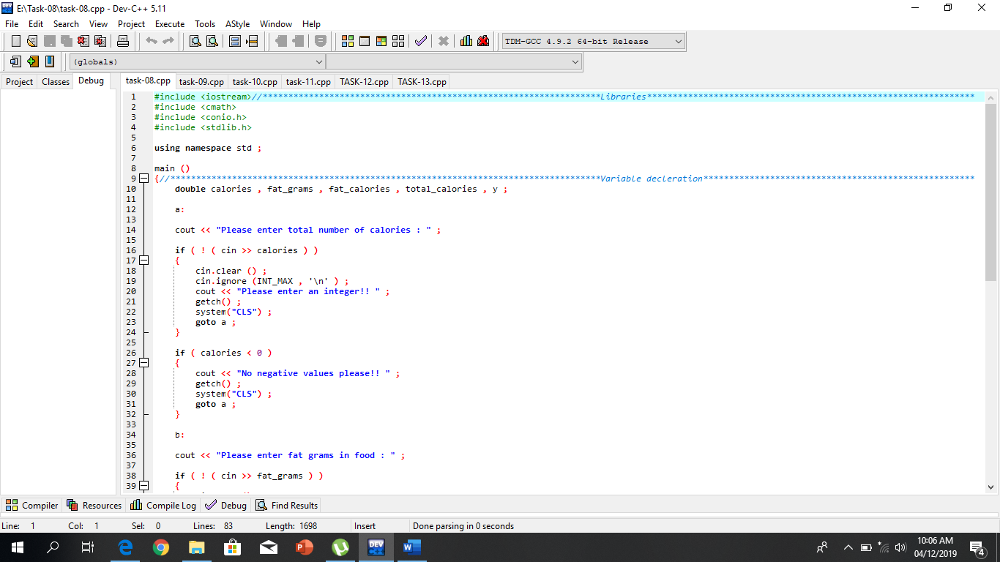 E:\Task-08\task-08.cpp - Dev-C++ 5.11
File Edit Search View Project Execute Tools AStyle Window Help
TDM-GCC 4.9.2 64-bit Release
(globals)
Project Classes Debug
task-08.cpp task-09.cpp task-10.cpp task-11.cpp TASK-12.cpp TASK-13.cpp
1 #include <iostream>//******************************************************************Libraries****************************************************************
2 #include <cmath>
3 #include <conio.h>
4 #include <stdlib.h>
5
6 using namespace std ;
7
8 main ()
9 {//************************************************************************************Variable decleration*****************************************************
10 double calories , fat_grams , fat_calories , total_calories , y ;
11
12 a:
13
14 cout << "Please enter total number of calories : " ;
15
16 if ( ! ( cin >> calories ) )
17 {
18 cin.clear () ;
19 cin.ignore (INT_MAX , '\n' ) ;
20 cout << "Please enter an integer!! " ;
21 getch() ;
22 system("CLS") ;
23 goto a ;
24 }
25
26 if ( calories < 0 )
27 {
28 cout << "No negative values please!! " ;
29 getch() ;
30 system("CLS") ;
31 goto a ;
32 }
33
34 b:
35
36 cout << "Please enter fat grams in food : " ;
37
38 if ( ! ( cin >> fat_grams ) )
39 {
Compiler Resources Compile Log Debug Find Results
Line: 1 Col: 1 Sel: 0 Lines: 83 Length: 1698 Insert Done parsing in 0 seconds
10:06 AM
04/12/2019
4